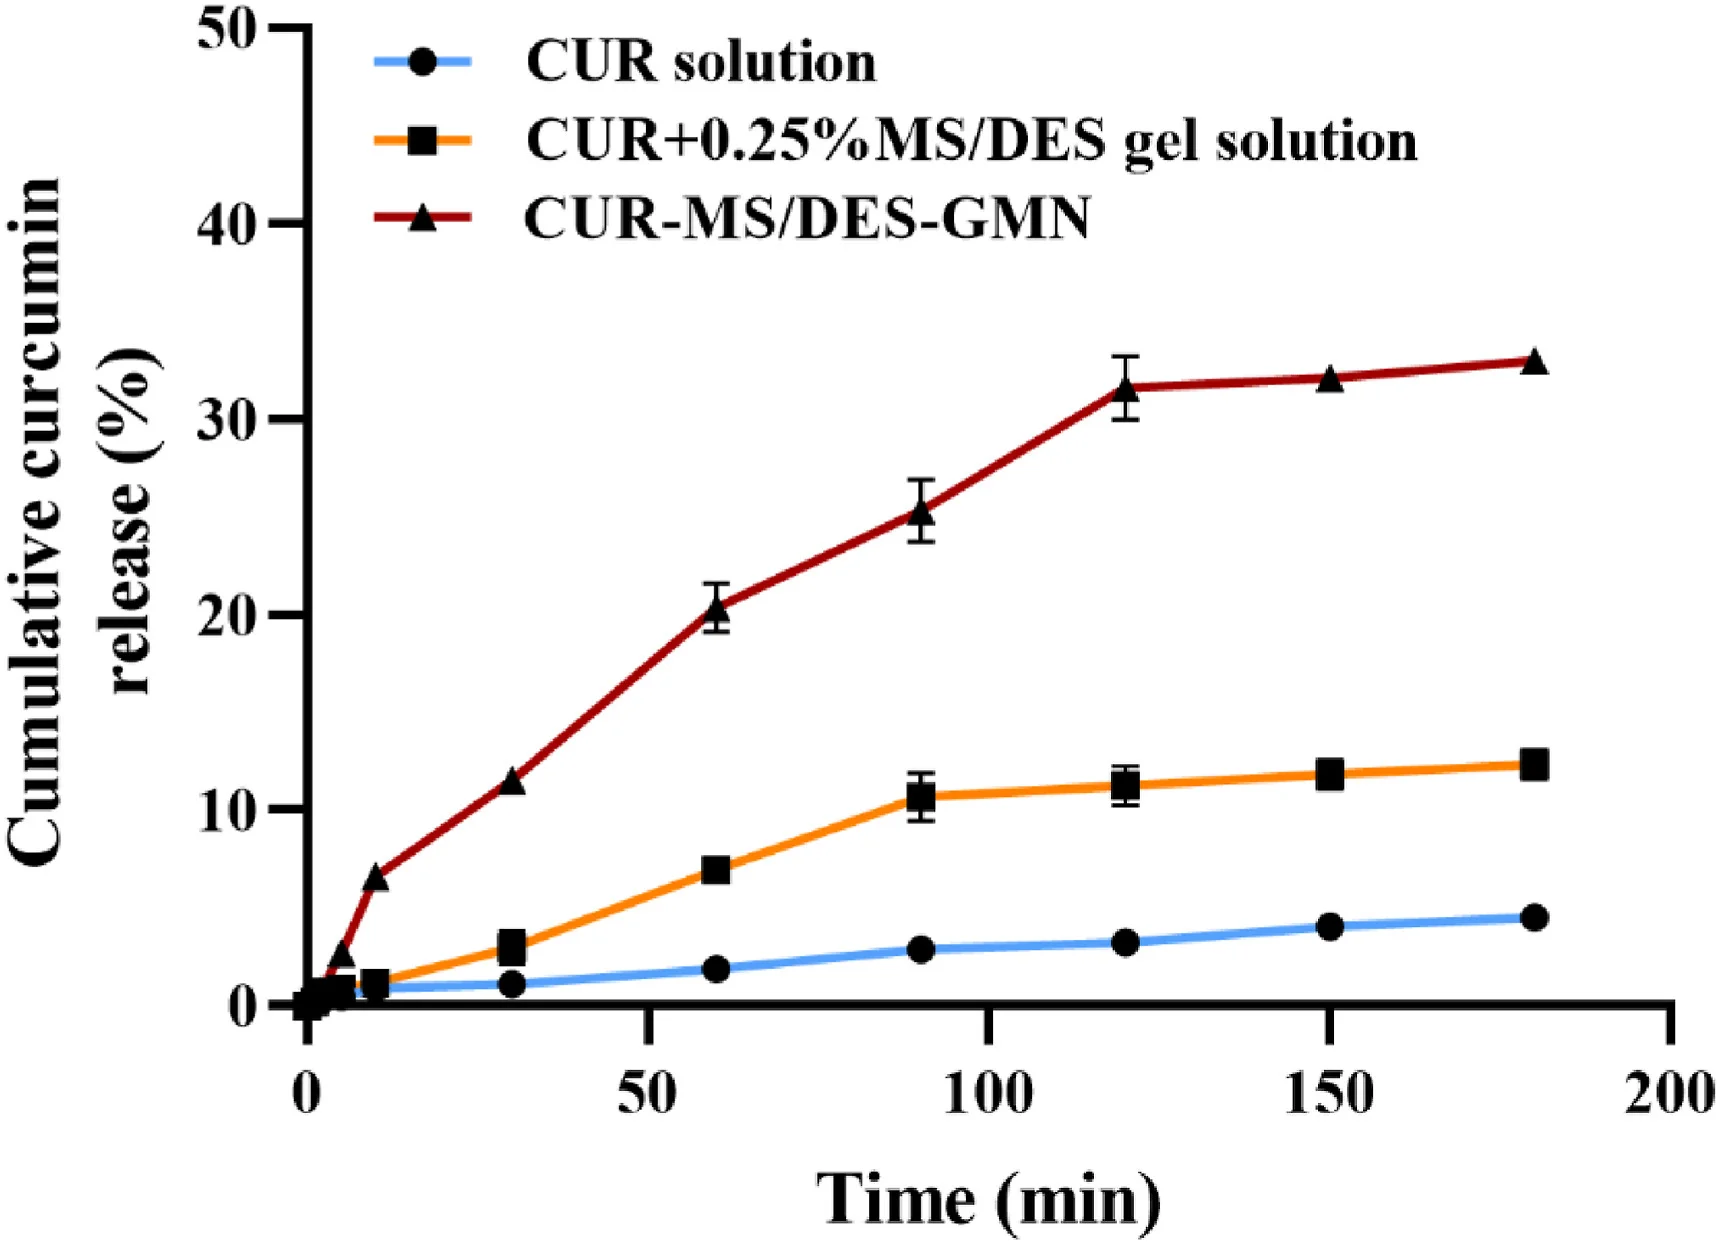 Cumulative curcumin
release (%)
50
40
30
20
10
0
CUR solution
CUR+0.25%MS/DES gel solution
CUR-MS/DES-GMN
0 50 100 150 200
Time (min)